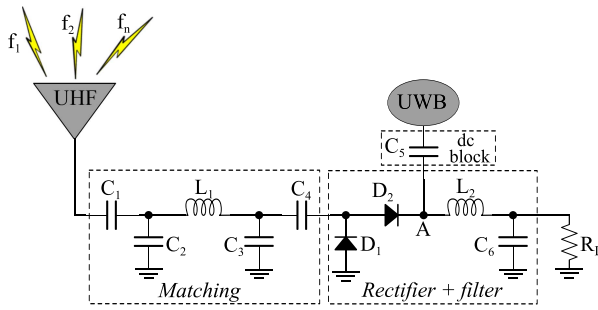 f1 f2 fn
UHF
UWB
C5
dc
block
C1
L1
C4
D2
L2
A
C2
C3
D1
C6
RL
Matching
Rectifier + filter